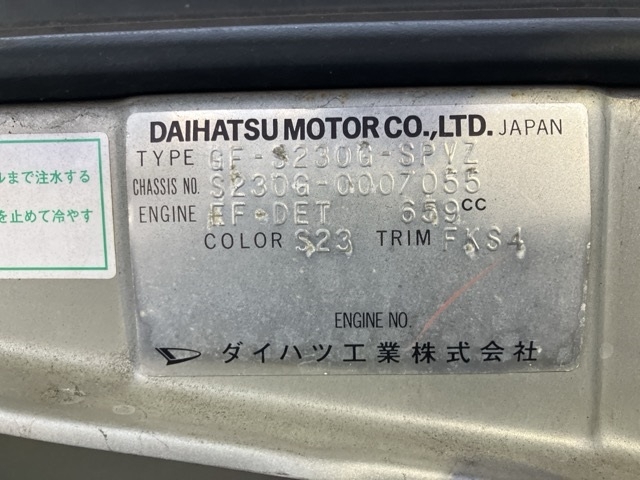 DAIHATSU MOTOR CO.,LTD. JAPAN
TYPE GF-S230G-SPVZ
CHASSIS NO. S230G-0007055
ENGINE EF-DET 659 CC
COLOR S23 TRIM FKS4
ENGINE NO.
ダイハツ工業株式会社
ルまで注水する
を止めて冷やす